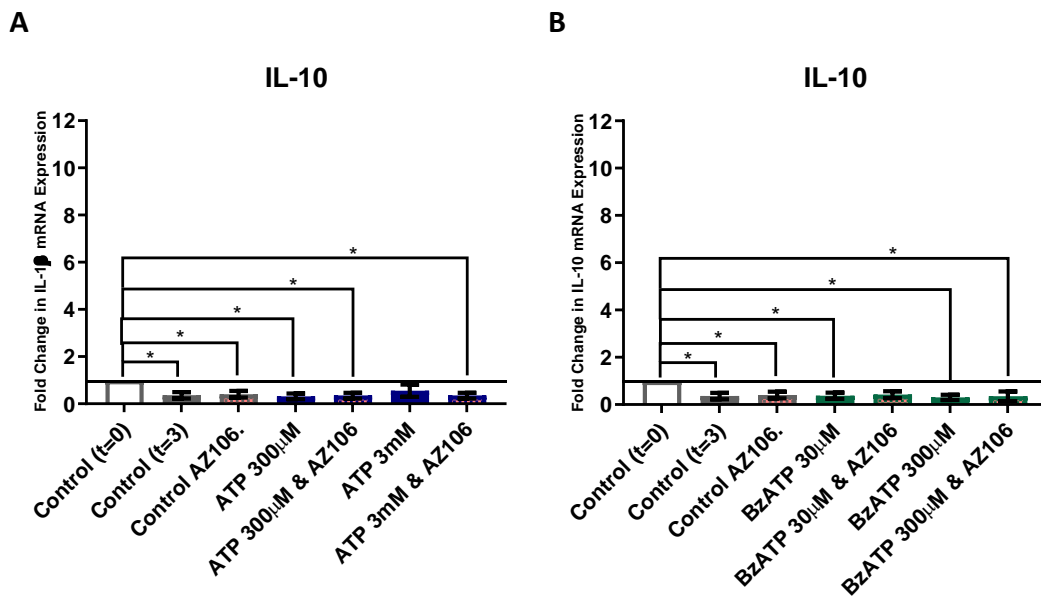 A
B
IL-10
IL-10
Fold Change in IL-1β mRNA Expression
12
10
8
6
4
2
0
*
*
*
*
*
Control (t=0)
Control (t=3)
Control AZ106.
ATP 300μM
ATP 300μM & AZ106
ATP 3mM
ATP 3mM & AZ106
Fold Change in IL-10 mRNA Expression
12
10
8
6
4
2
0
*
*
*
*
*
Control (t=0)
Control (t=3)
Control AZ106.
BzATP 30μM
BzATP 30μM & AZ106
BzATP 300μM
BzATP 300μM & AZ106